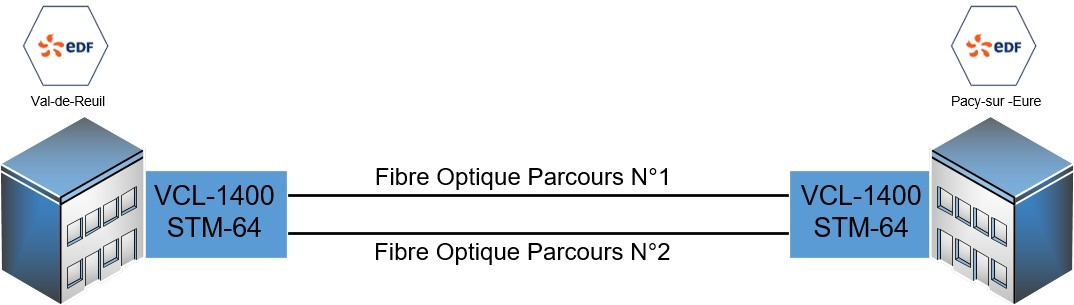 eDF
eDF
Val-de-Reuil
Pacy-sur -Eure
Fibre Optique Parcours N°1
VCL-1400
STM-64
VCL-1400
STM-64
Fibre Optique Parcours N°2